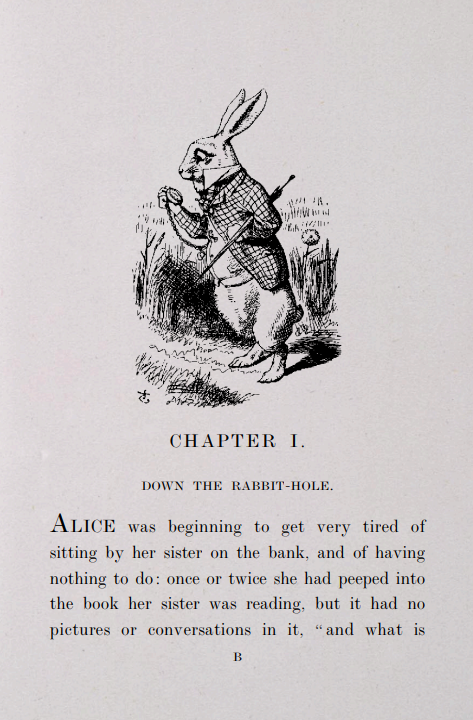 CHAPTER I.
DOWN THE RABBIT-HOLE.
ALICE was beginning to get very tired of
sitting by her sister on the bank, and of having
nothing to do: once or twice she had peeped into
the book her sister was reading, but it had no
pictures or conversations in it, “and what is
B